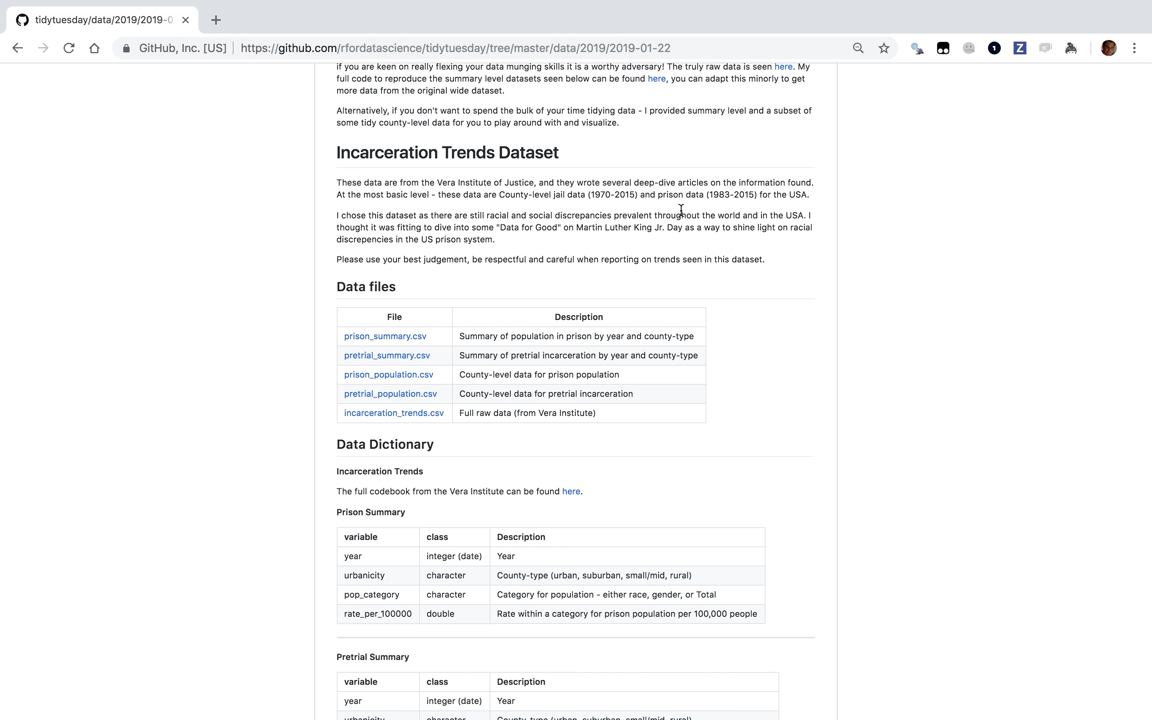 tidytuesday/data/2019/2019-0
GitHub, Inc. [US] https://github.com/rfordatascience/tidytuesday/tree/master/data/2019/2019-01-22
if you are keen on really flexing your data munging skills it is a worthy adversary! The truly raw data is seen here. My
full code to reproduce the summary level datasets seen below can be found here, you can adapt this minorly to get
more data from the original wide dataset.
Alternatively, if you don't want to spend the bulk of your time tidying data - I provided summary level and a subset of
some tidy county-level data for you to play around with and visualize.
Incarceration Trends Dataset
These data are from the Vera Institute of Justice, and they wrote several deep-dive articles on the information found.
At the most basic level - these data are County-level jail data (1970-2015) and prison data (1983-2015) for the USA.
I chose this dataset as there are still racial and social discrepancies prevalent throughout the world and in the USA. I
thought it was fitting to dive into some "Data for Good" on Martin Luther King Jr. Day as a way to shine light on racial
discrepencies in the US prison system.
Please use your best judgement, be respectful and careful when reporting on trends seen in this dataset.
Data files
File Description
prison_summary.csv Summary of population in prison by year and county-type
pretrial_summary.csv Summary of pretrial incarceration by year and county-type
prison_population.csv County-level data for prison population
pretrial_population.csv County-level data for pretrial incarceration
incarceration_trends.csv Full raw data (from Vera Institute)
Data Dictionary
Incarceration Trends
The full codebook from the Vera Institute can be found here.
Prison Summary
variable class Description
year integer (date) Year
urbanicity character County-type (urban, suburban, small/mid, rural)
pop_category character Category for population - either race, gender, or Total
rate_per_100000 double Rate within a category for prison population per 100,000 people
Pretrial Summary
variable class Description
year integer (date) Year
urbanicity character County-type (urban, suburban, small/mid, rural)